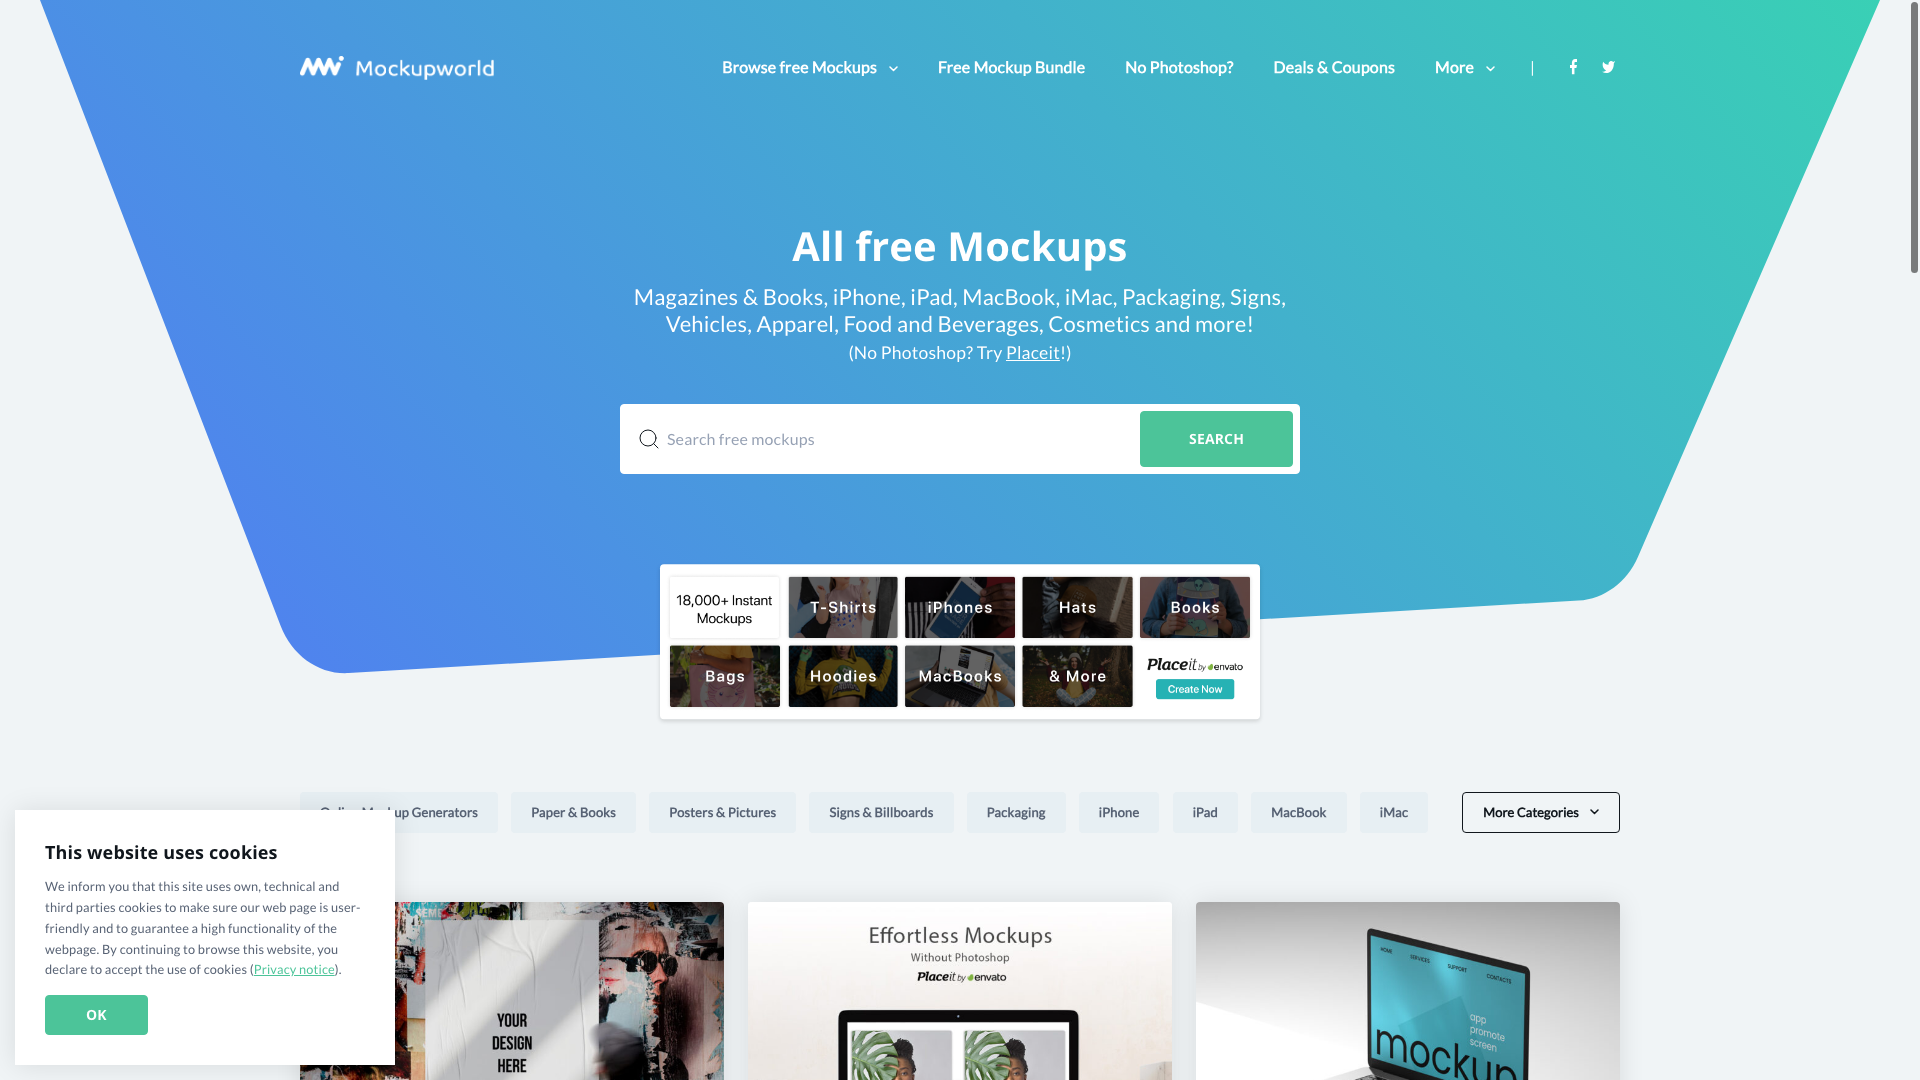 Mockupworld
Browse free Mockups
Free Mockup Bundle
No Photoshop?
Deals & Coupons
More
|
All free Mockups
Magazines & Books, iPhone, iPad, MacBook, iMac, Packaging, Signs,
Vehicles, Apparel, Food and Beverages, Cosmetics and more!
(No Photoshop? Try Placeit!)
Search free mockups
SEARCH
18,000+ Instant
Mockups
T-Shirts
iPhones
Hats
Books
Bags
Hoodies
MacBooks
& More
Placeit by envato
Create Now
up Generators
Paper & Books
Posters & Pictures
Signs & Billboards
Packaging
iPhone
iPad
MacBook
iMac
More Categories
This website uses cookies
We inform you that this site uses own, technical and
third parties cookies to make sure our web page is user-
friendly and to guarantee a high functionality of the
webpage. By continuing to browse this website, you
declare to accept the use of cookies (Privacy notice).
OK
YOUR
DESIGN
HERE
Effortless Mockups
Without Photoshop
Placeit by envato
HOME
SERVICES
SUPPORT
CONTACTS
app
promote
screen
mockup